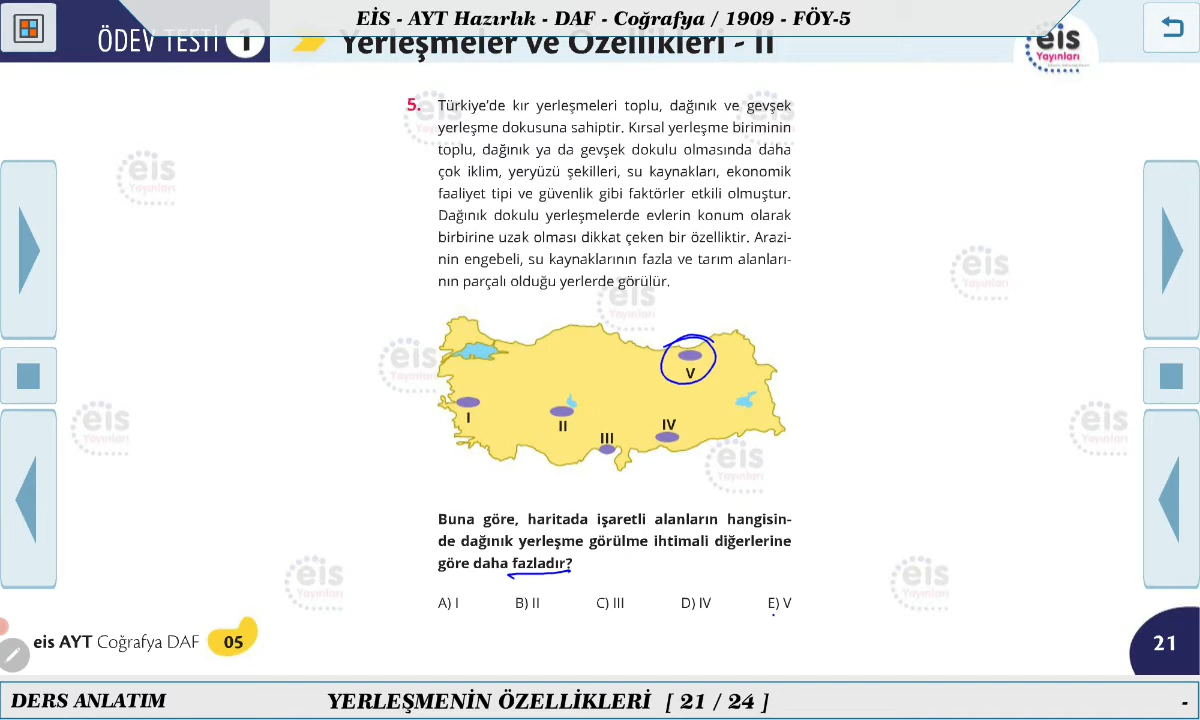 EİS - AYT Hazırlık - DAF - Coğrafya / 1909 - FÖY-5
ÖDEV TESTİ 1
Yerleşmeler ve Özellikleri - II
eis
Yayınları
5. Türkiye’de kır yerleşmeleri toplu, dağınık ve gevşek
yerleşme dokusuna sahiptir. Kırsal yerleşme biriminin
toplu, dağınık ya da gevşek dokulu olmasında daha
çok iklim, yeryüzü şekilleri, su kaynakları, ekonomik
faaliyet tipi ve güvenlik gibi faktörler etkili olmuştur.
Dağınık dokulu yerleşmelerde evlerin konum olarak
birbirine uzak olması dikkat çeken bir özelliktir. Arazi-
nin engebeli, su kaynaklarının fazla ve tarım alanları-
nın parçalı olduğu yerlerde görülür.
V
I
II
III
IV
Buna göre, haritada işaretli alanların hangisin-
de dağınık yerleşme görülme ihtimali diğerlerine
göre daha fazladır?
A) I B) II C) III D) IV E) V
eis AYT Coğrafya DAF 05
21
DERS ANLATIM YERLEŞMENİN ÖZELLİKLERİ [ 21 / 24 ] -